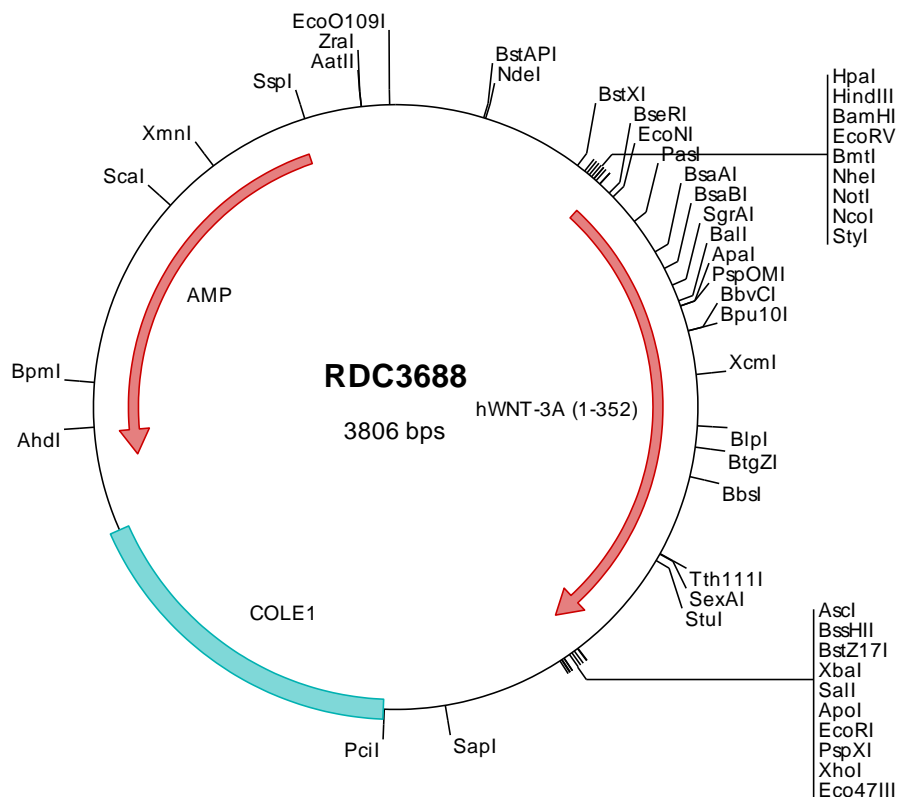 EcoO109I
ZraI
AatII
SspI
XmnI
ScaI
BstAPI
NdeI
BstXI
BseRI
EcoNI
PasI
BsaAI
BsaBI
SgrAI
BalI
ApaI
PspOMI
BbvCI
Bpu10I
XcmI
HpaI
HindIII
BamHI
EcoRV
BmtI
NheI
NotI
NcoI
StyI
AMP
BpmI
AhdI
RDC3688
3806 bps
hWNT-3A (1-352)
BlpI
BtgZI
BbsI
Tth111I
SexAI
StuI
COLE1
PciI
SapI
AscI
BssHII
BstZ17I
XbaI
SalI
ApoI
EcoRI
PspXI
XhoI
Eco47III